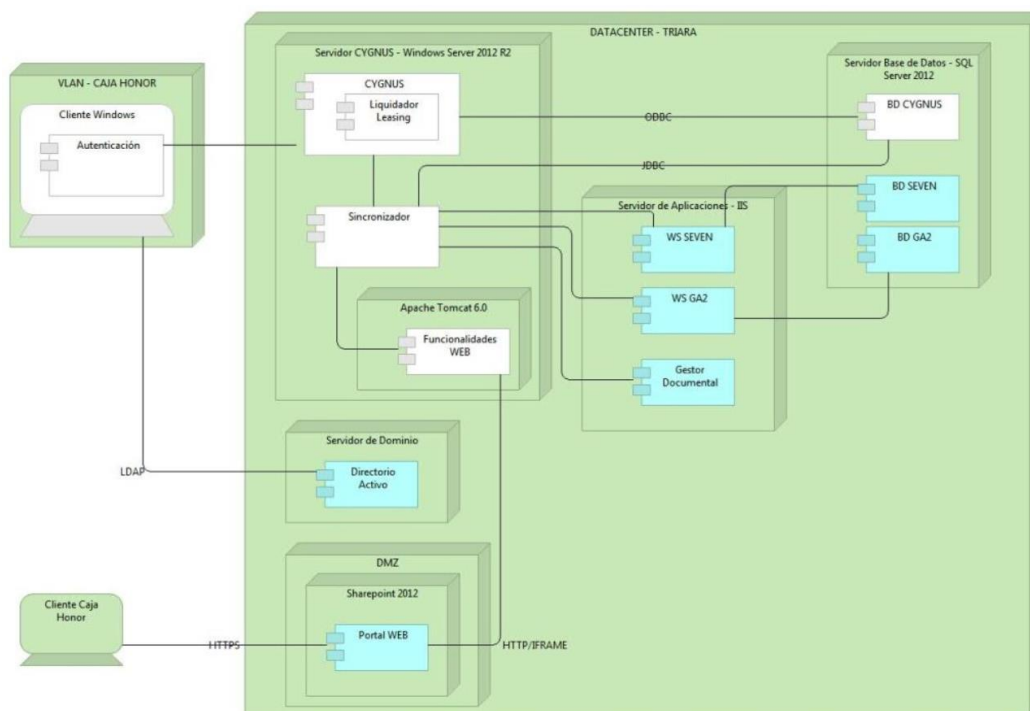 DATACENTER - TRIARA
VLAN - CAJA HONOR
Cliente Windows
Autenticación
Servidor CYGNUS - Windows Server 2012 R2
CYGNUS
Liquidador
Leasing
Sincronizador
Apache Tomcat 6.0
Funcionalidades
WEB
ODBC
JDBC
Servidor Base de Datos - SQL
Server 2012
BD CYGNUS
BD SEVEN
BD GA2
Servidor de Aplicaciones - IIS
WS SEVEN
WS GA2
Gestor
Documental
LDAP
Servidor de Dominio
Directorio
Activo
DMZ
Sharepoint 2012
Portal WEB
Cliente Caja
Honor
HTTPS
HTTP/IFRAME